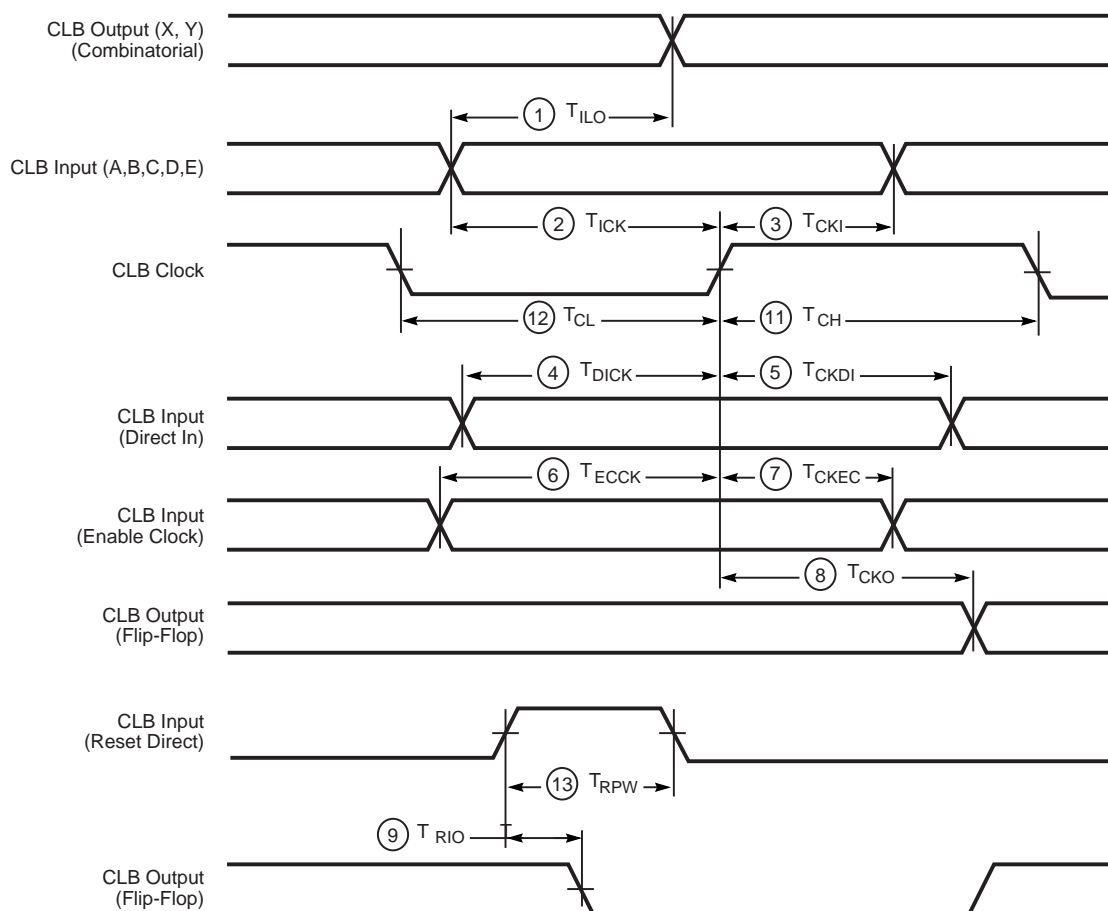 CLB Output (X, Y)
(Combinatorial)
1 TILO
CLB Input (A,B,C,D,E)
2 TICK
3 TCKI
CLB Clock
12 TCL
11 TCH
4 TDICK
5 TCKDI
CLB Input
(Direct In)
6 TECCK
7 TCKEC
CLB Input
(Enable Clock)
8 TCKO
CLB Output
(Flip-Flop)
CLB Input
(Reset Direct)
13 TRPW
9 T RIO
T
CLB Output
(Flip-Flop)